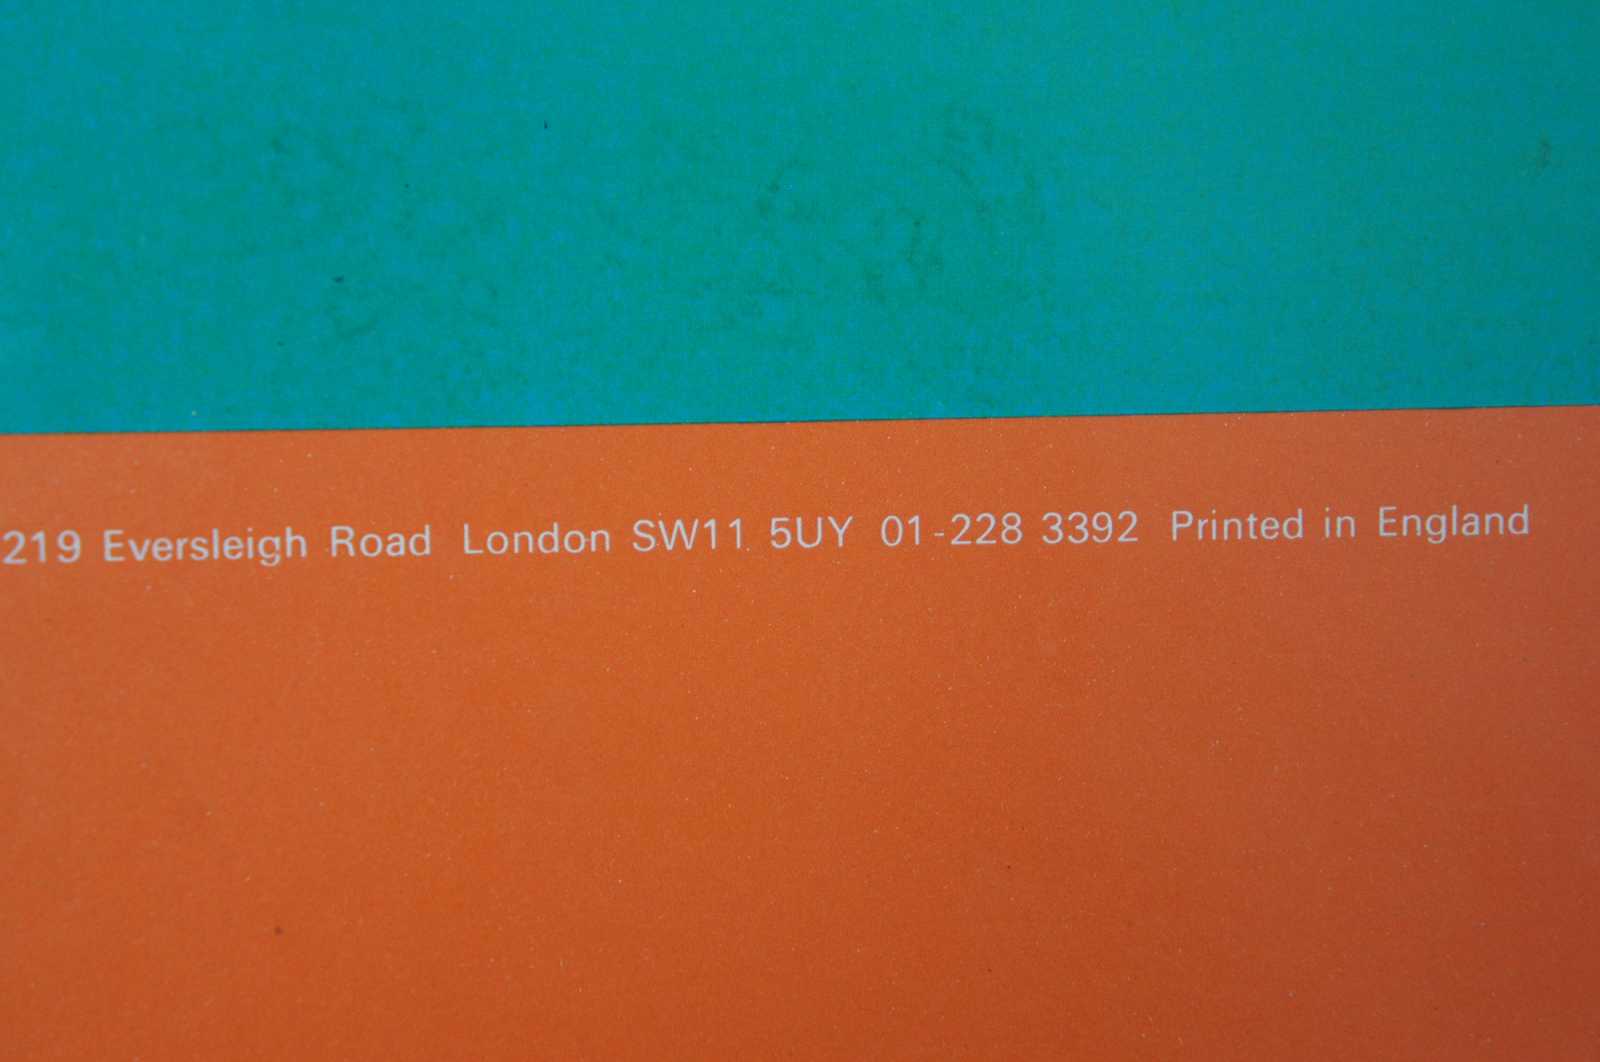 219 Eversleigh Road London SW11 5UY 01-228 3392 Printed in England